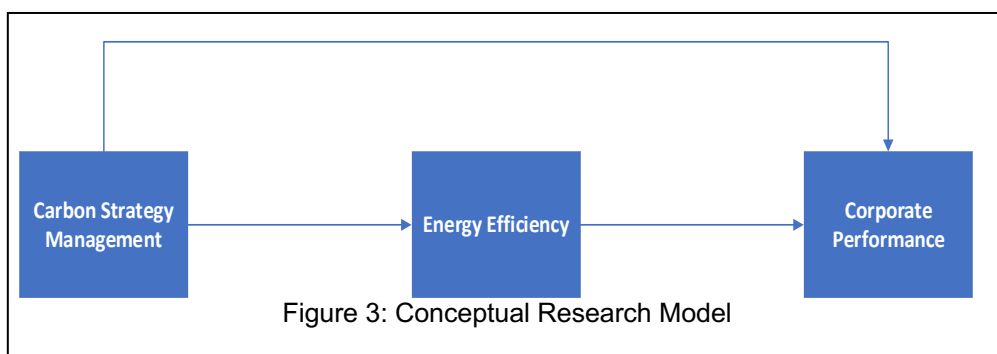 Carbon Strategy
Management
Energy Efficiency
Corporate
Performance
Figure 3: Conceptual Research Model